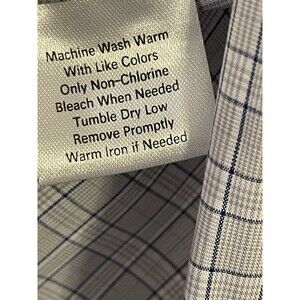 Machine Wash Warm
With Like Colors
Only Non-Chlorine
Bleach When Needed
Tumble Dry Low
Remove Promptly
Warm Iron if Needed